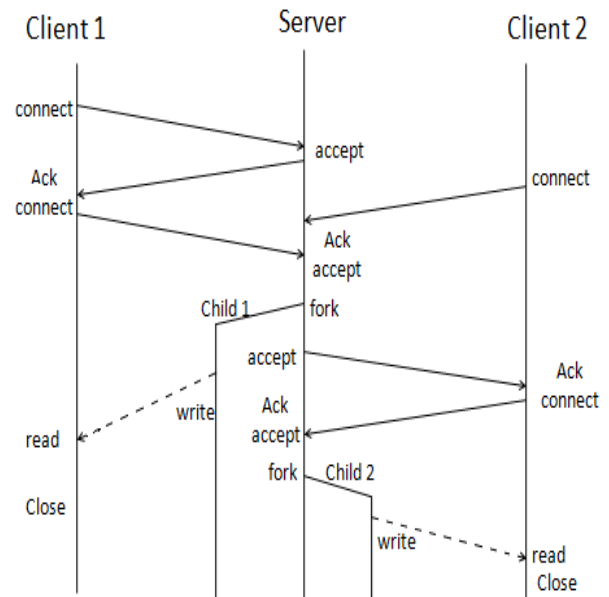 Client 1
Server
Client 2
connect
accept
Ack
connect
connect
Ack
accept
Child 1
fork
accept
Ack
connect
write
Ack
accept
read
fork
Child 2
Close
write
read
Close